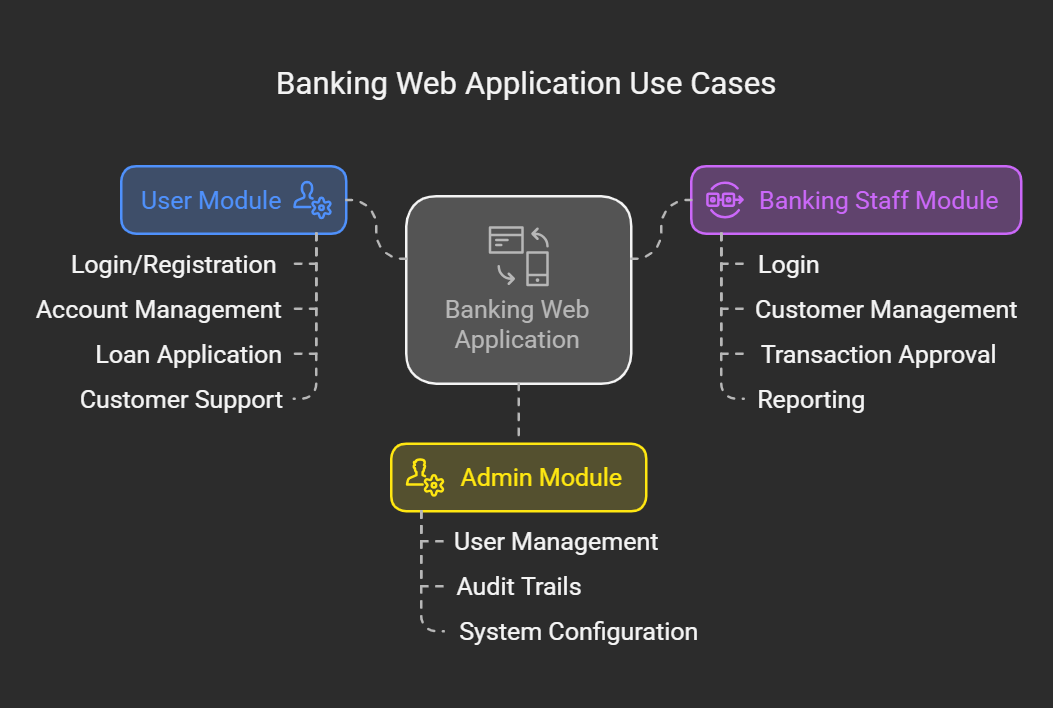 Banking Web Application Use Cases
User Module
Login/Registration
Account Management
Loan Application
Customer Support
Banking Web
Application
Banking Staff Module
Login
Customer Management
Transaction Approval
Reporting
Admin Module
User Management
Audit Trails
System Configuration